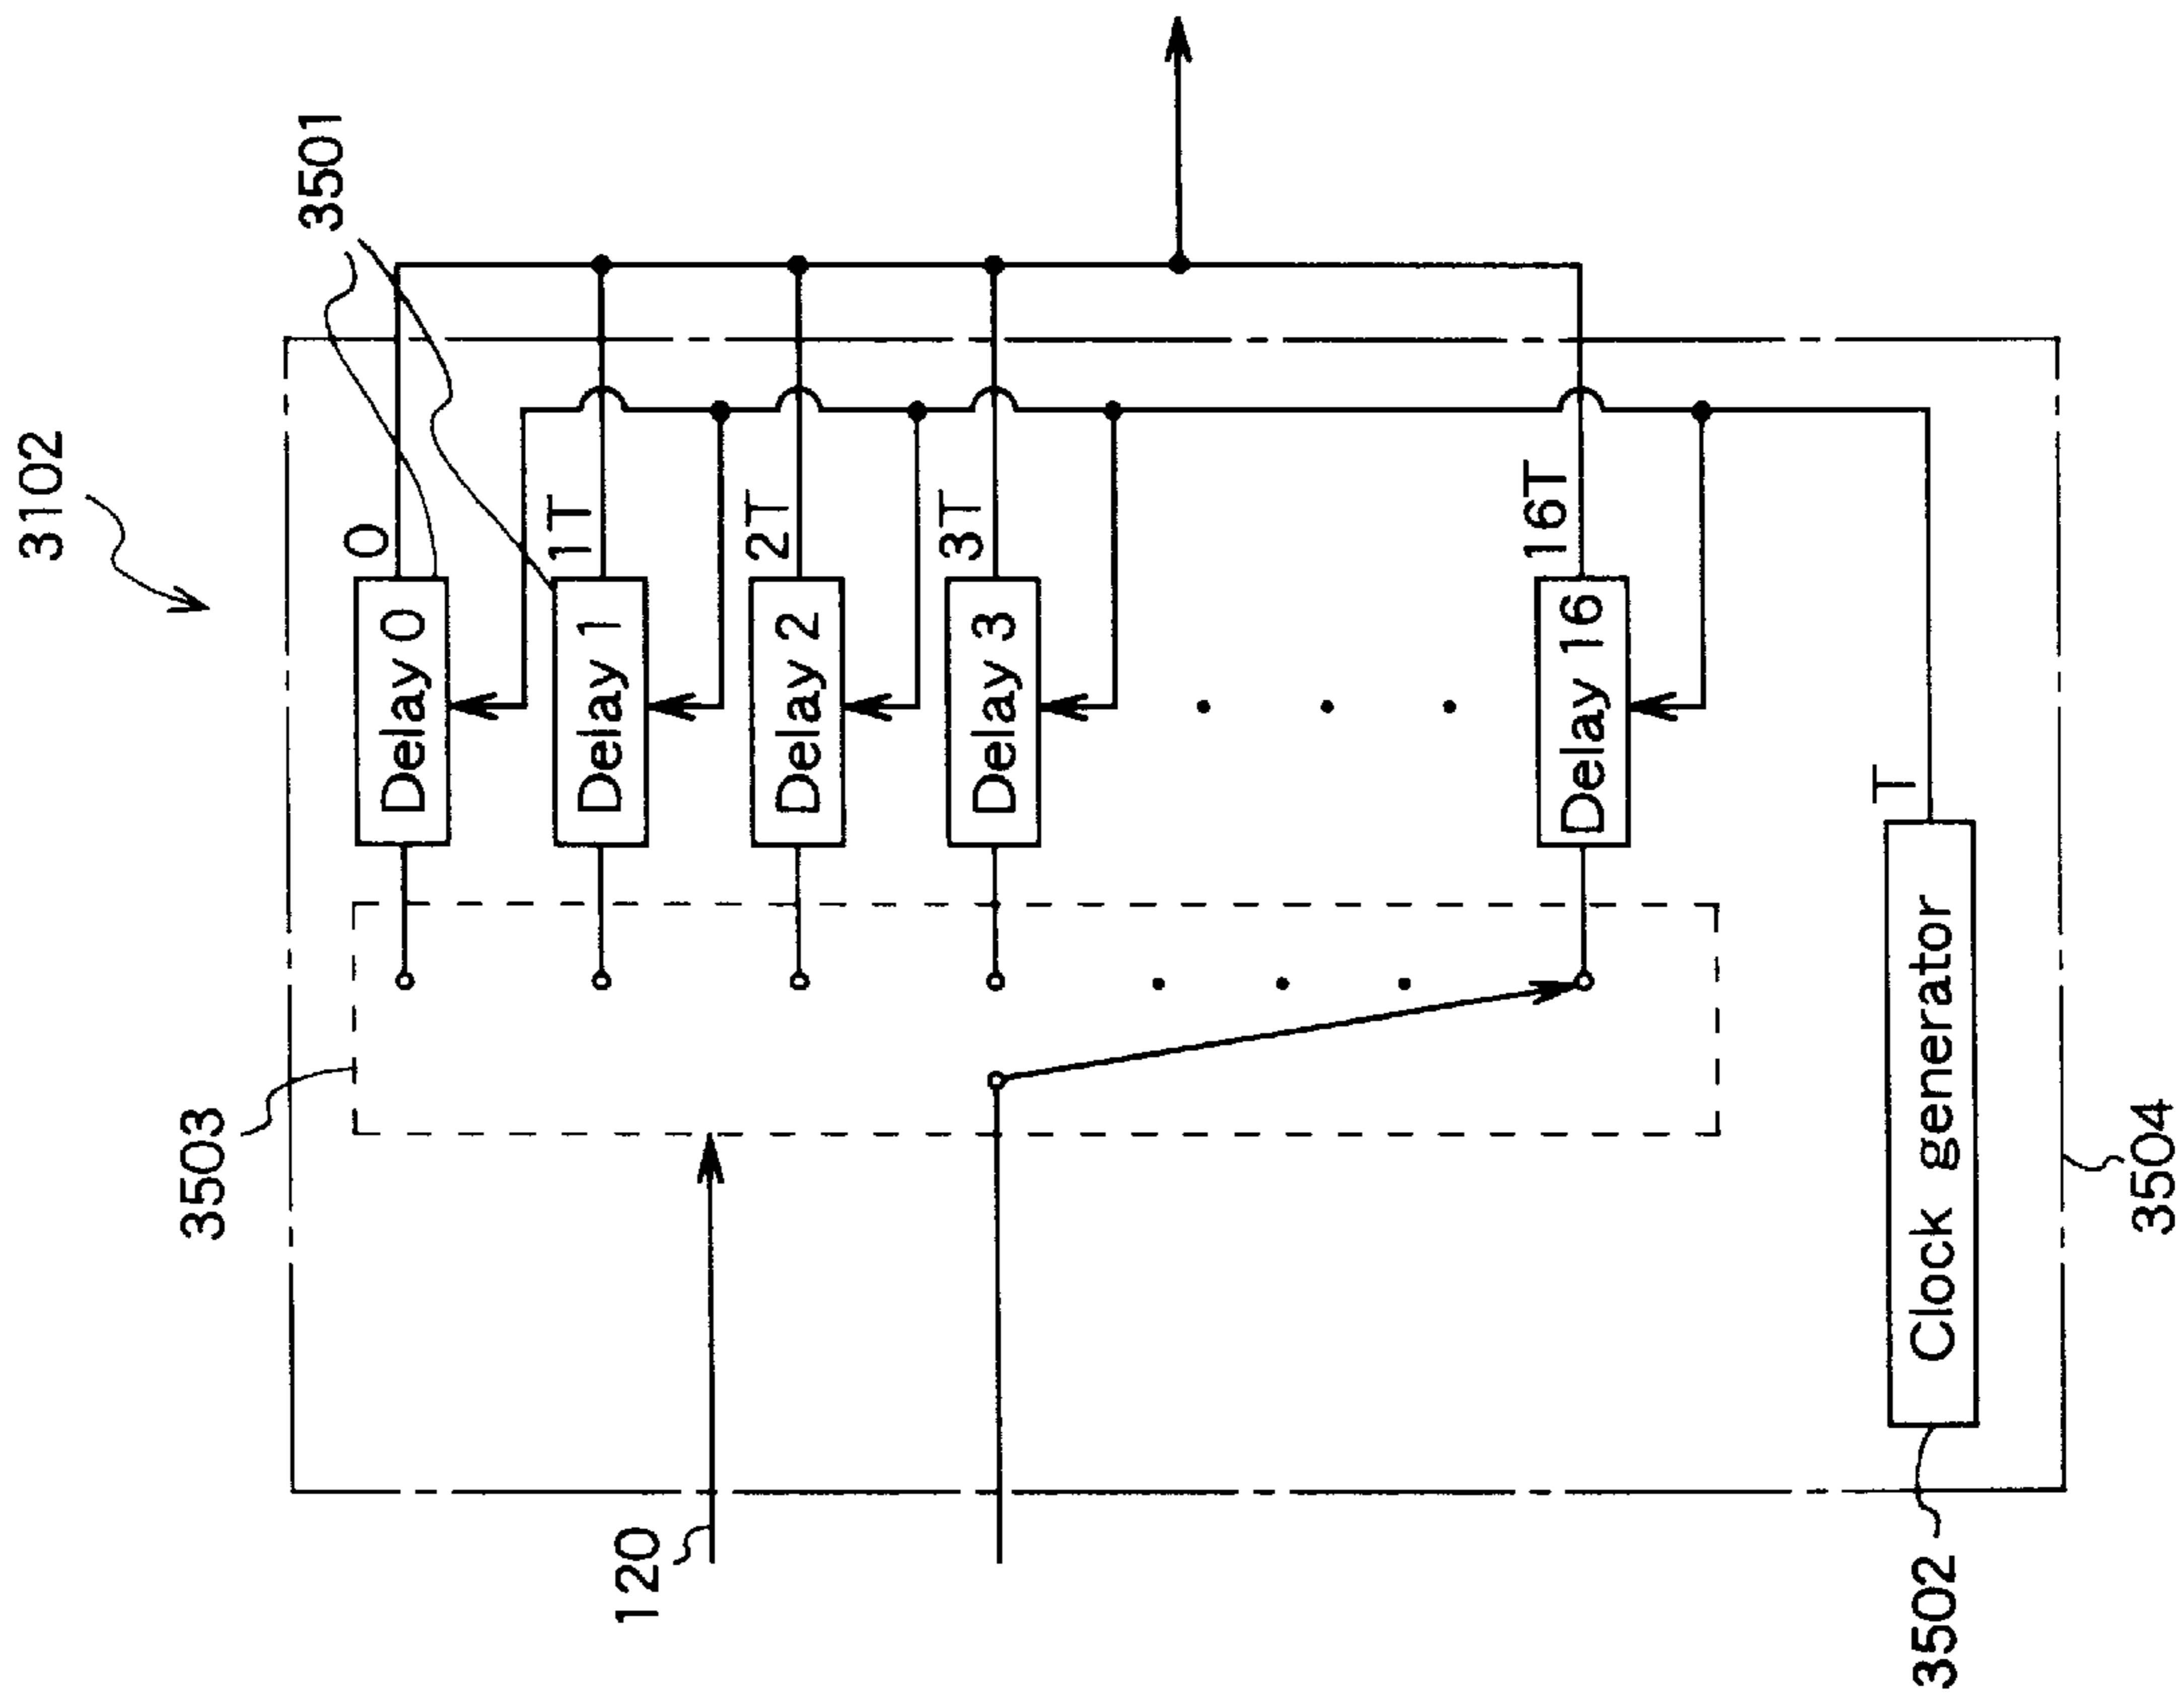 3102
3501
3503
Delay 0
0
Delay 1
1T
Delay 2
2T
Delay 3
3T
Delay 16
16T
120
Clock generator
T
3502
3504